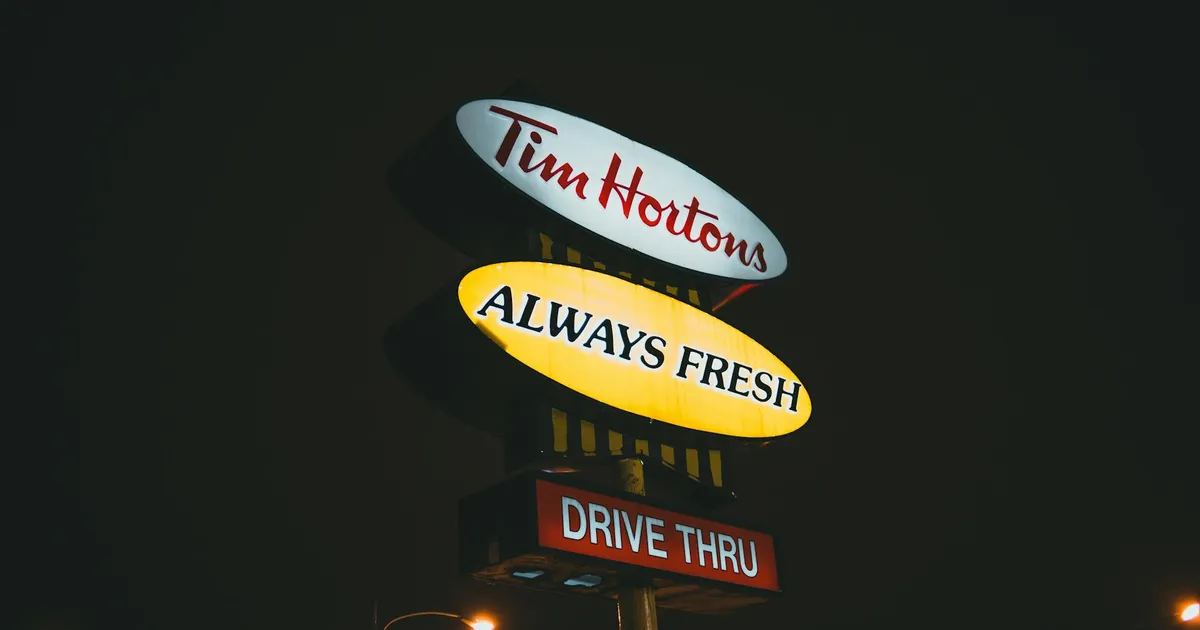 Tim Hortons
ALWAYS FRESH
DRIVE THRU